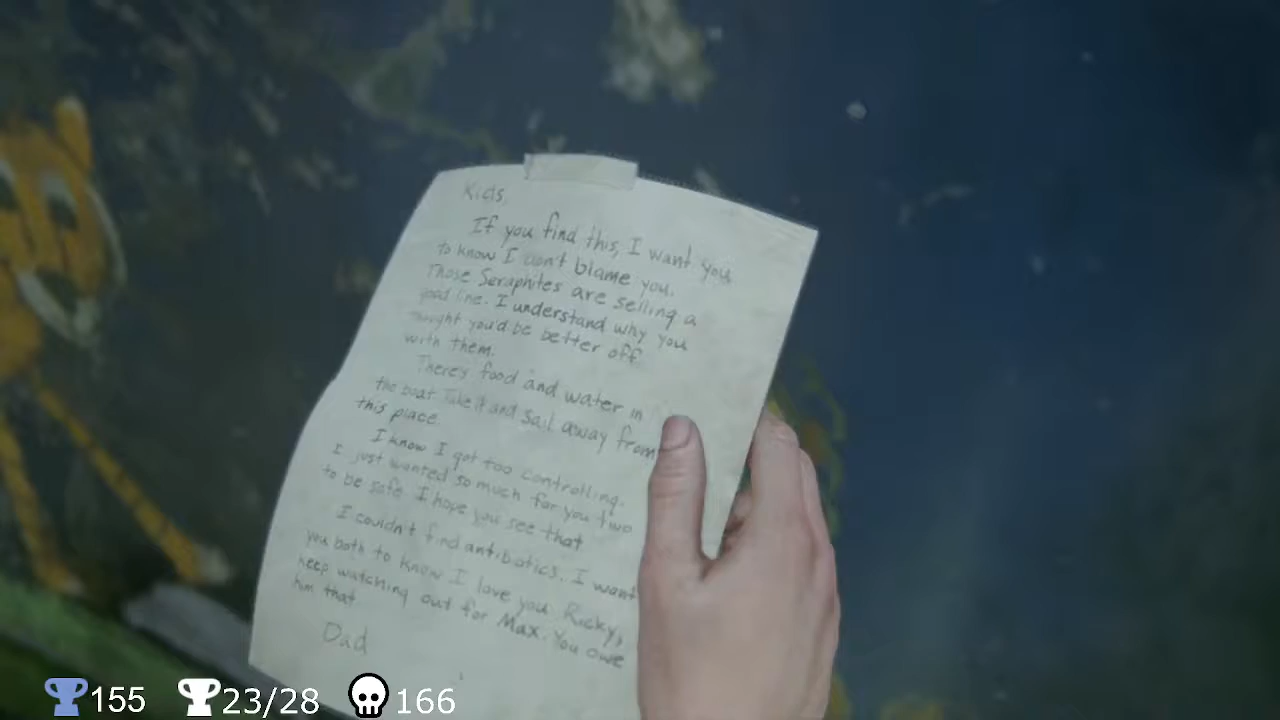 Kids,
If you find this, I want you
to know I don't blame you.
Those Seraphites are selling a
good line. I understand why you
thought you'd be better off
with them.
There's food and water in
the boat. Take it and sail away from
this place.
I know I got too controlling.
I just wanted so much for you two
to be safe. I hope you see that
I couldn't find antibiotics. I want
you both to know I love you. Ricky,
keep watching out for Max. You owe
him that
Dad
155 23/28 166